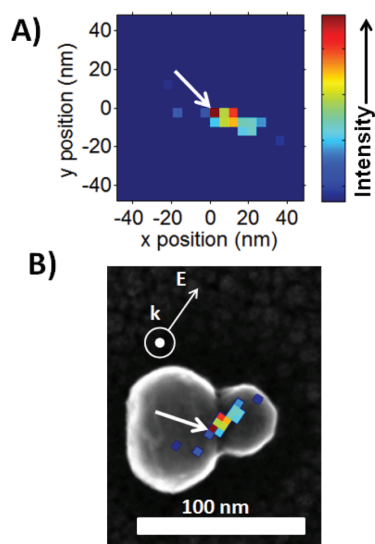 A)
y position (nm)
40
20
0
-20
-40
-40 -20 0 20 40
x position (nm)
Intensity
B)
E
k
100 nm